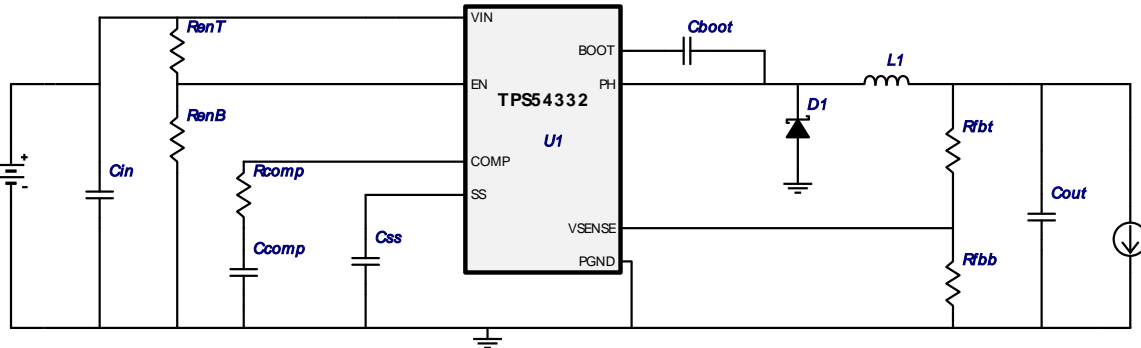 VIN
RenT
Cboot
BOOT
L1
EN
PH
TPS54332
D1
RenB
U1
Rfbt
COMP
Rcomp
Cin
SS
Cout
Css
VSENSE
Ccomp
PGND
Rfbb
+
-